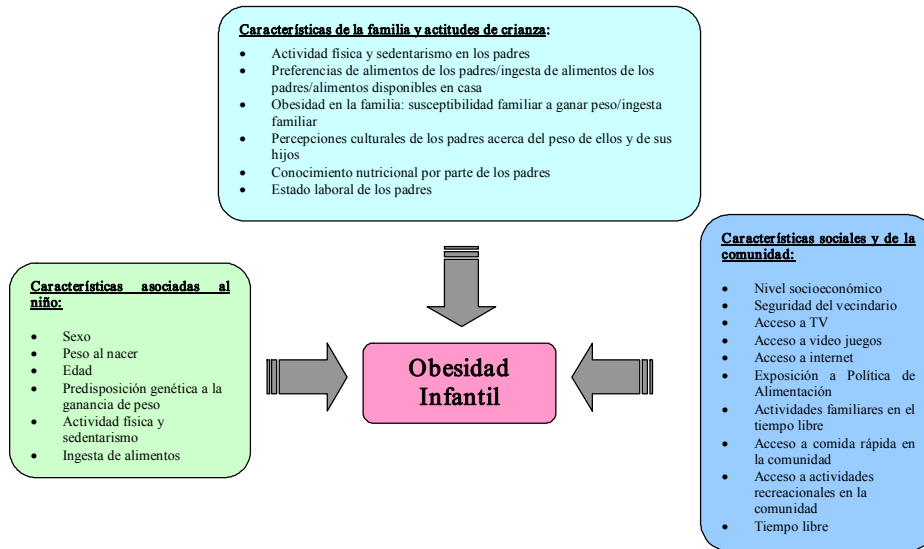 Características de la familia y actitudes de crianza:
• Actividad física y sedentarismo en los padres
• Preferencias de alimentos de los padres/ingesta de alimentos de los
padres/alimentos disponibles en casa
• Obesidad en la familia: susceptibilidad familiar a ganar peso/ingesta
familiar
• Percepciones culturales de los padres acerca del peso de ellos y de sus
hijos
• Conocimiento nutricional por parte de los padres
• Estado laboral de los padres
Características asociadas al
niño:
• Sexo
• Peso al nacer
• Edad
• Predisposición genética a la
ganancia de peso
• Actividad física y
sedentarismo
• Ingesta de alimentos
Obesidad
Infantil
Características sociales y de la
comunidad:
• Nivel socioeconómico
• Seguridad del vecindario
• Acceso a TV
• Acceso a video juegos
• Acceso a internet
• Exposición a Política de
Alimentación
• Actividades familiares en el
tiempo libre
• Acceso a comida rápida en
la comunidad
• Acceso a actividades
recreacionales en la
comunidad
• Tiempo libre